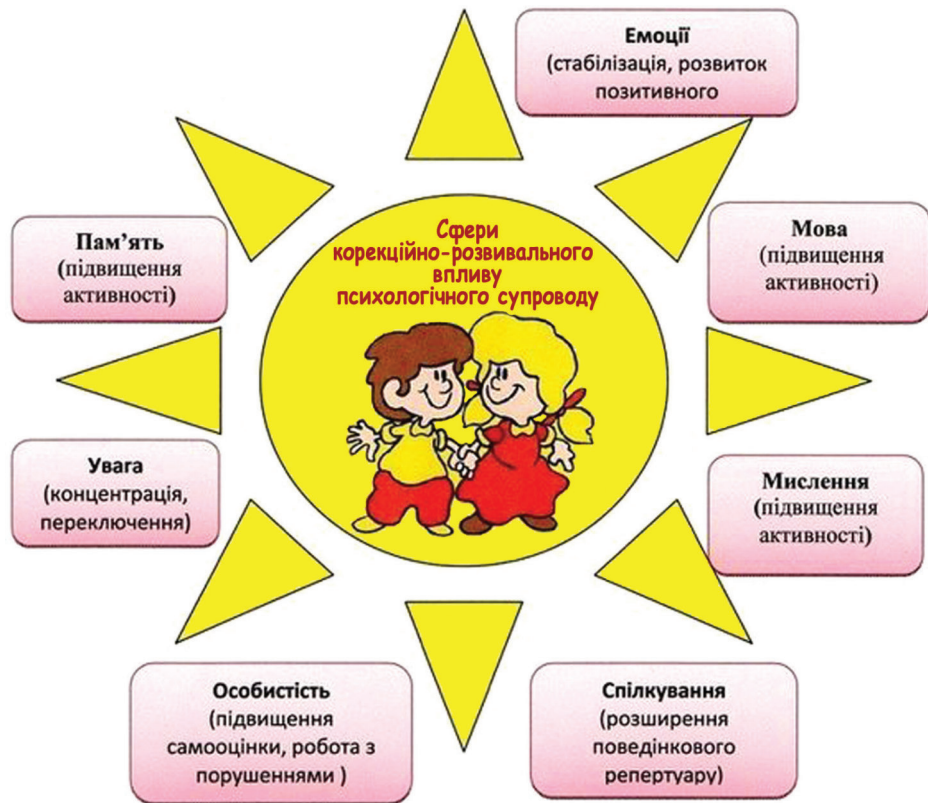 Емоції
(стабілізація, розвиток
позитивного
Пам’ять
(підвищення
активності)
Сфери
корекційно-розвивального
впливу
психологічного супроводу
Мова
(підвищення
активності)
Увага
(концентрація,
переключення)
Мислення
(підвищення
активності)
Особистість
(підвищення
самооцінки, робота з
порушеннями )
Спілкування
(розширення
поведінкового
репертуару)